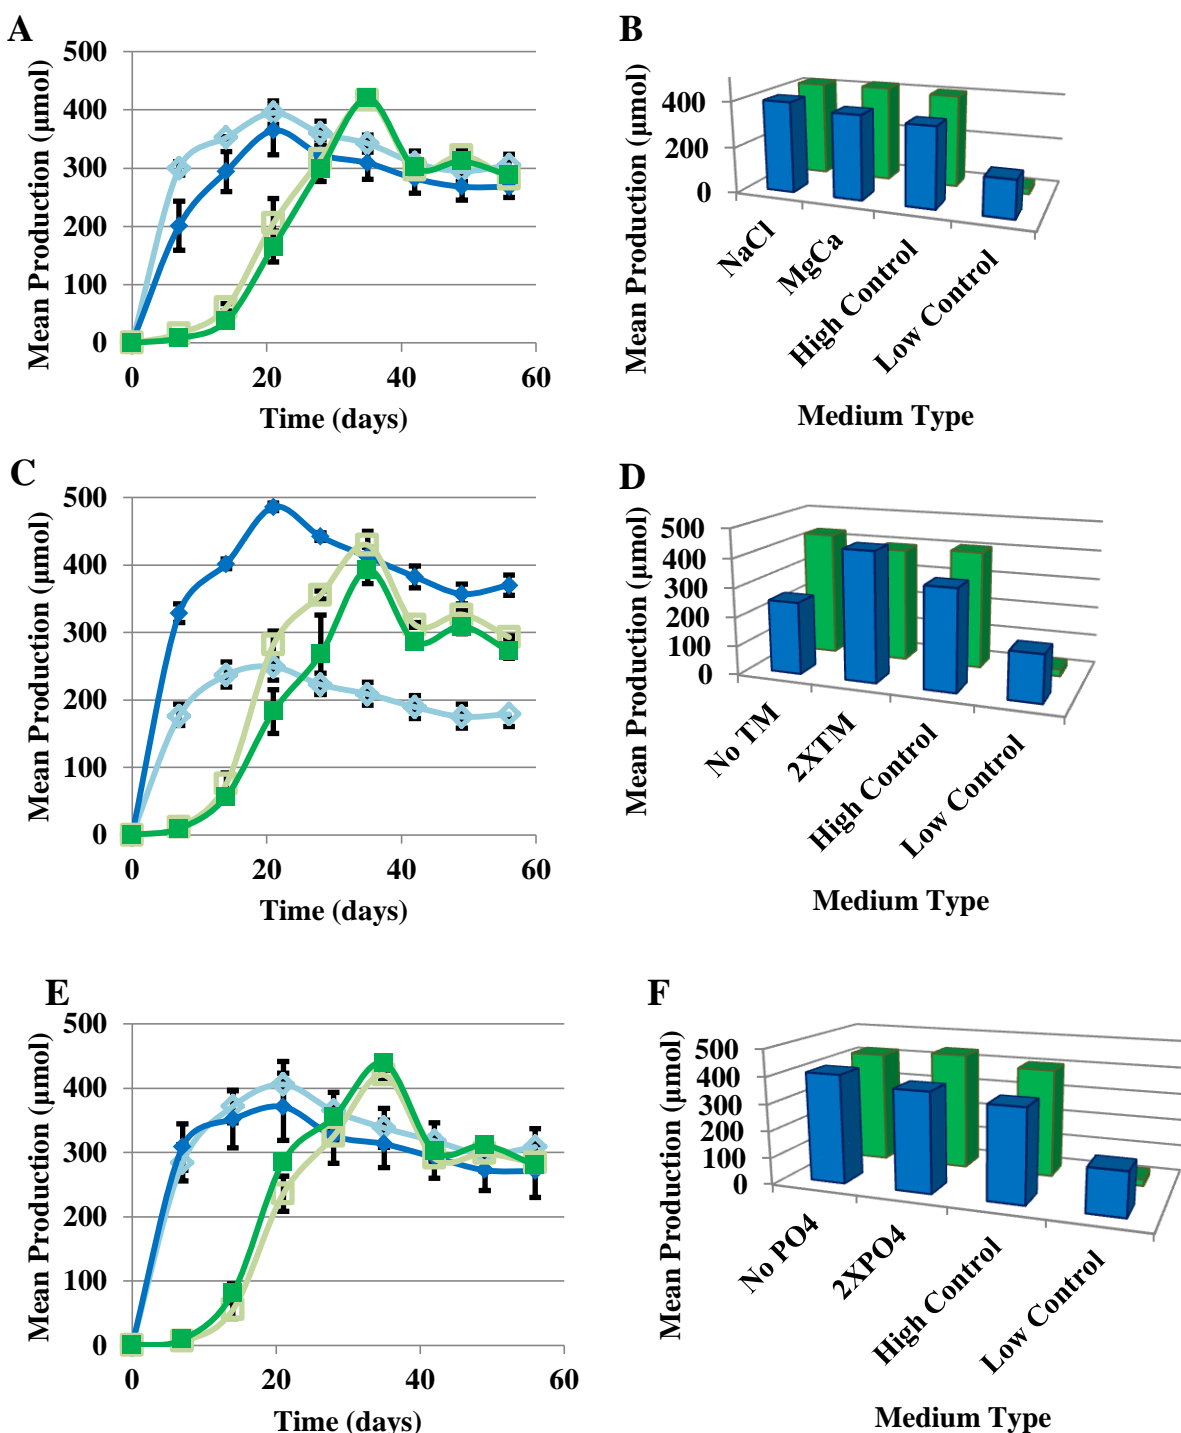 A
500
400
300
200
100
0
0
20
40
60
Mean Production (µmol)
Time (days)
B
400
200
0
Mean Production (µmol)
NaCl
MgCa
High Control
Low Control
Medium Type
C
500
400
300
200
100
0
0
20
40
60
Mean Production (µmol)
Time (days)
D
500
400
300
200
100
0
Mean Production (µmol)
No TM
2XTM
High Control
Low Control
Medium Type
E
500
400
300
200
100
0
0
20
40
60
Mean Production (µmol)
Time (days)
F
500
400
300
200
100
0
Mean Production (µmol)
No PO4
2XPO4
High Control
Low Control
Medium Type